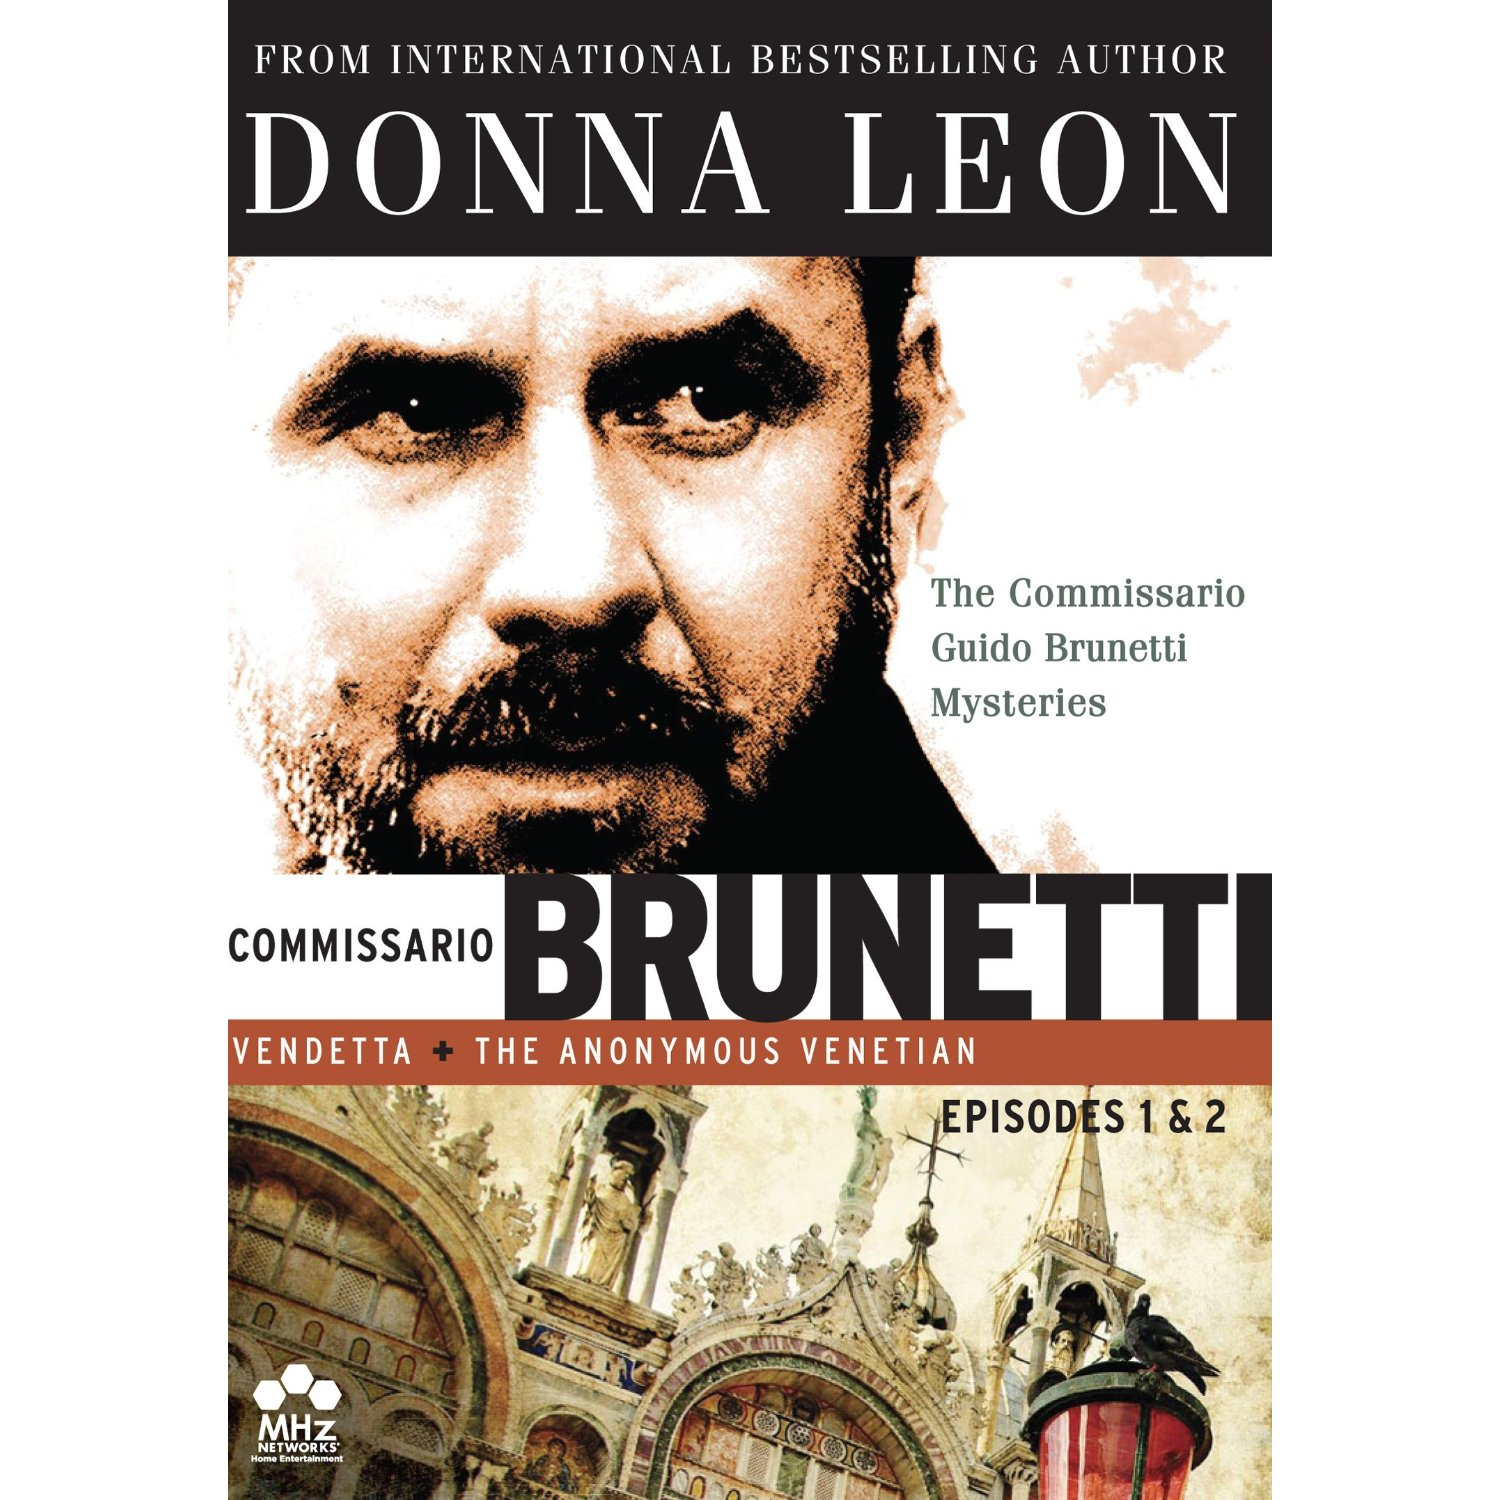 FROM INTERNATIONAL BESTSELLING AUTHOR
DONNA LEON
The Commissario
Guido Brunetti
Mysteries
COMMISSARIO BRUNETTI
VENDETTA + THE ANONYMOUS VENETIAN
EPISODES 1 & 2
MHz
NETWORKS®
Home Entertainment